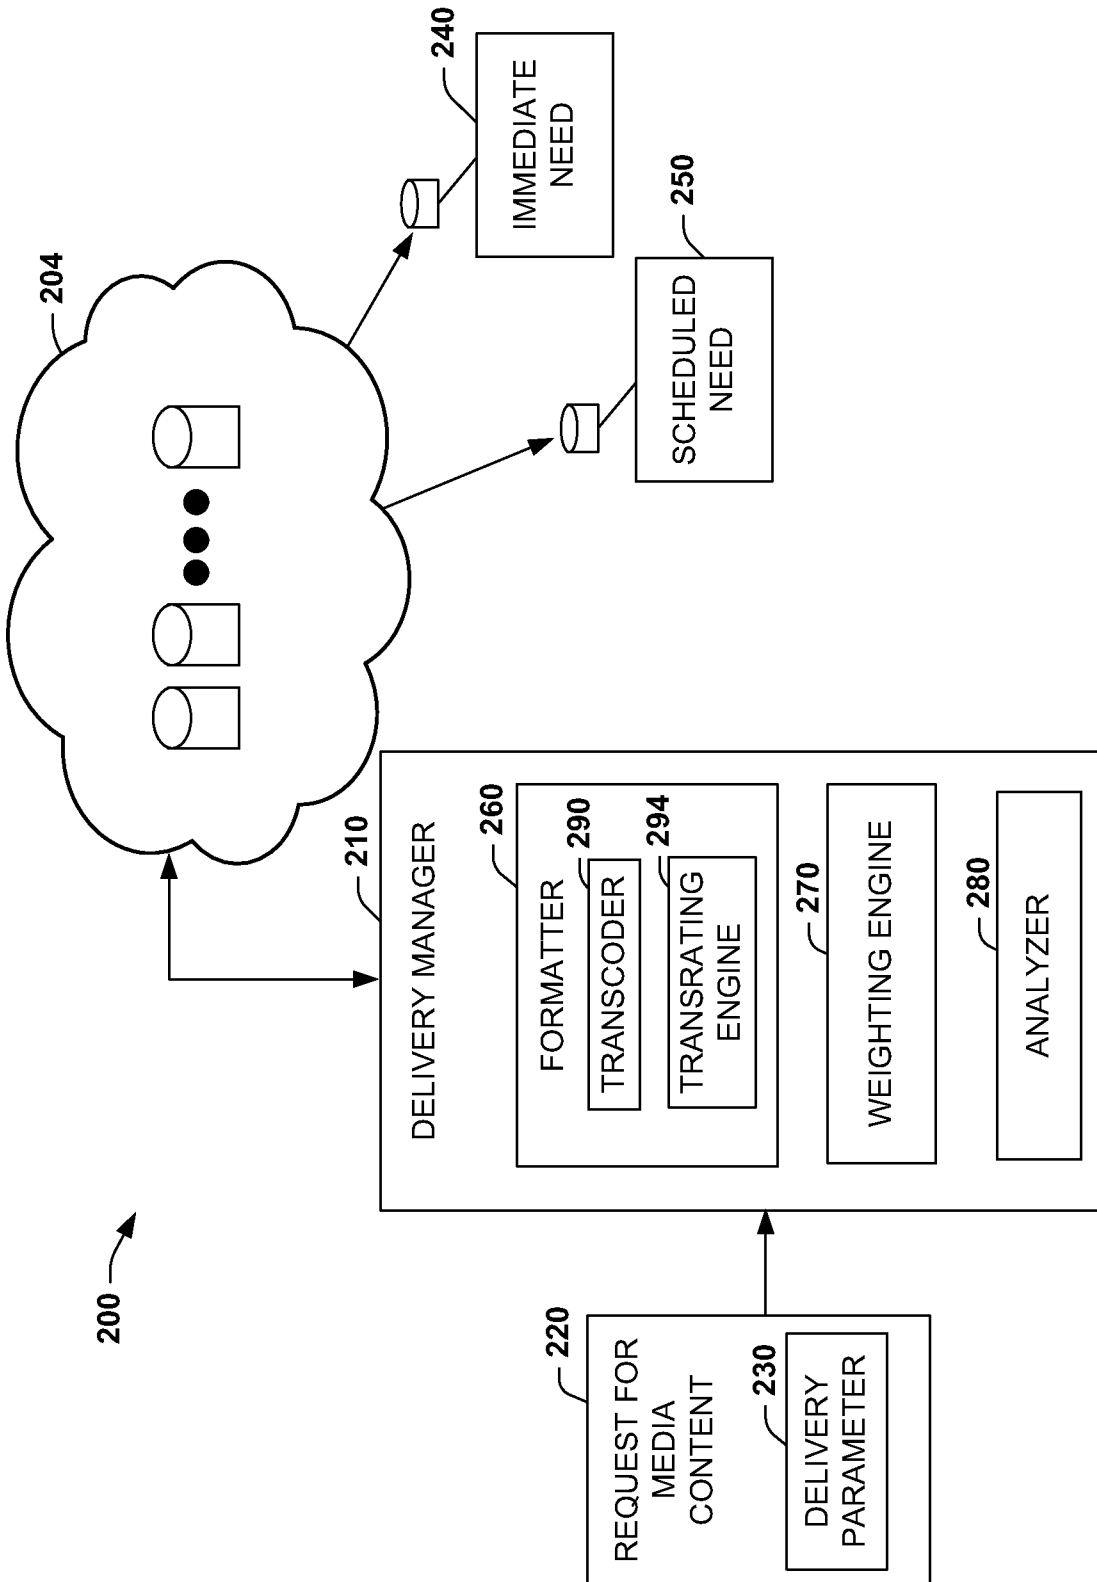 200
204
210
DELIVERY MANAGER
260
FORMATTER
290
TRANSCODER
294
TRANSRATING
ENGINE
270
WEIGHTING ENGINE
280
ANALYZER
220
REQUEST FOR
MEDIA
CONTENT
230
DELIVERY
PARAMETER
240
IMMEDIATE
NEED
250
SCHEDULED
NEED